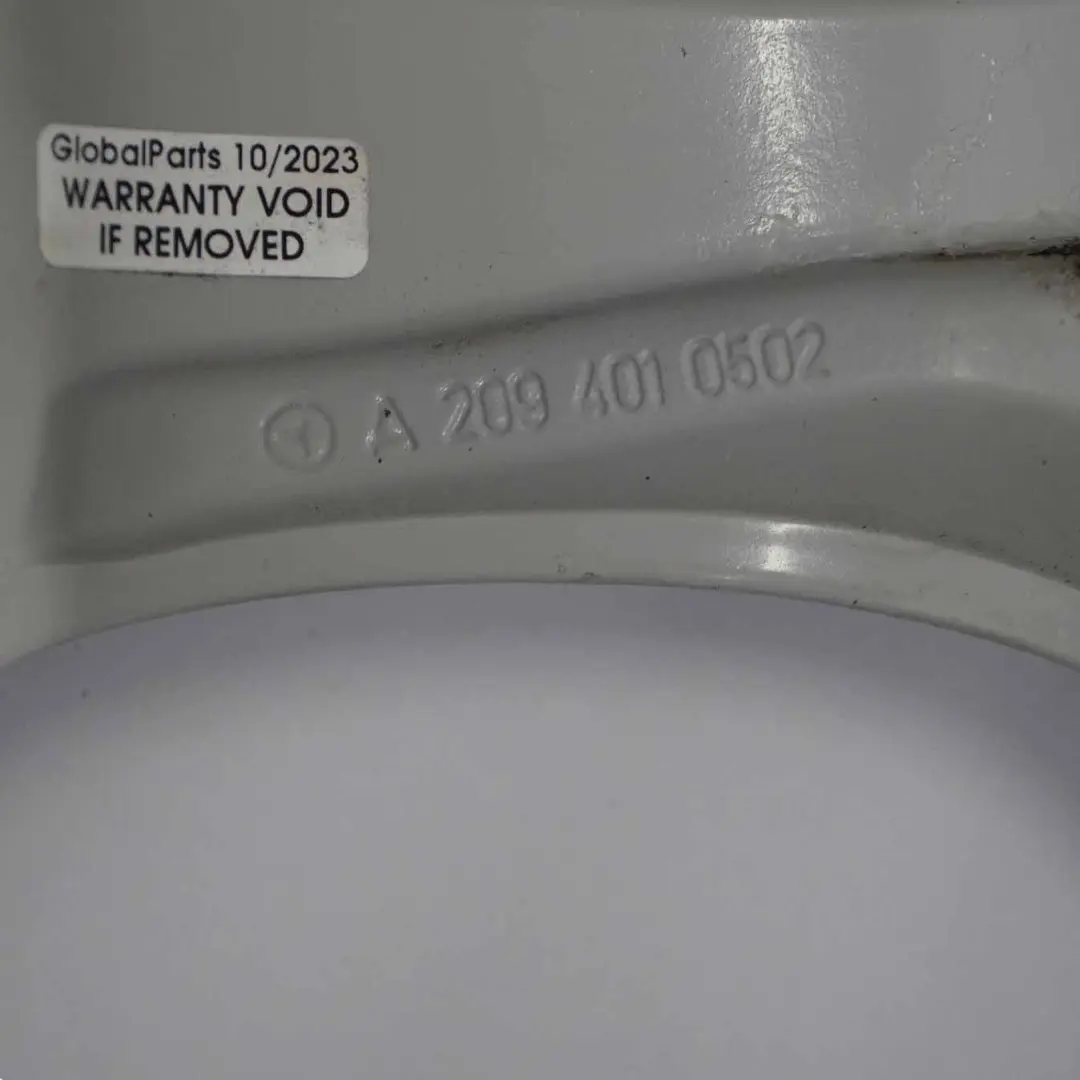 GlobalParts 10/2023
WARRANTY VOID
IF REMOVED
A 209 401 0502